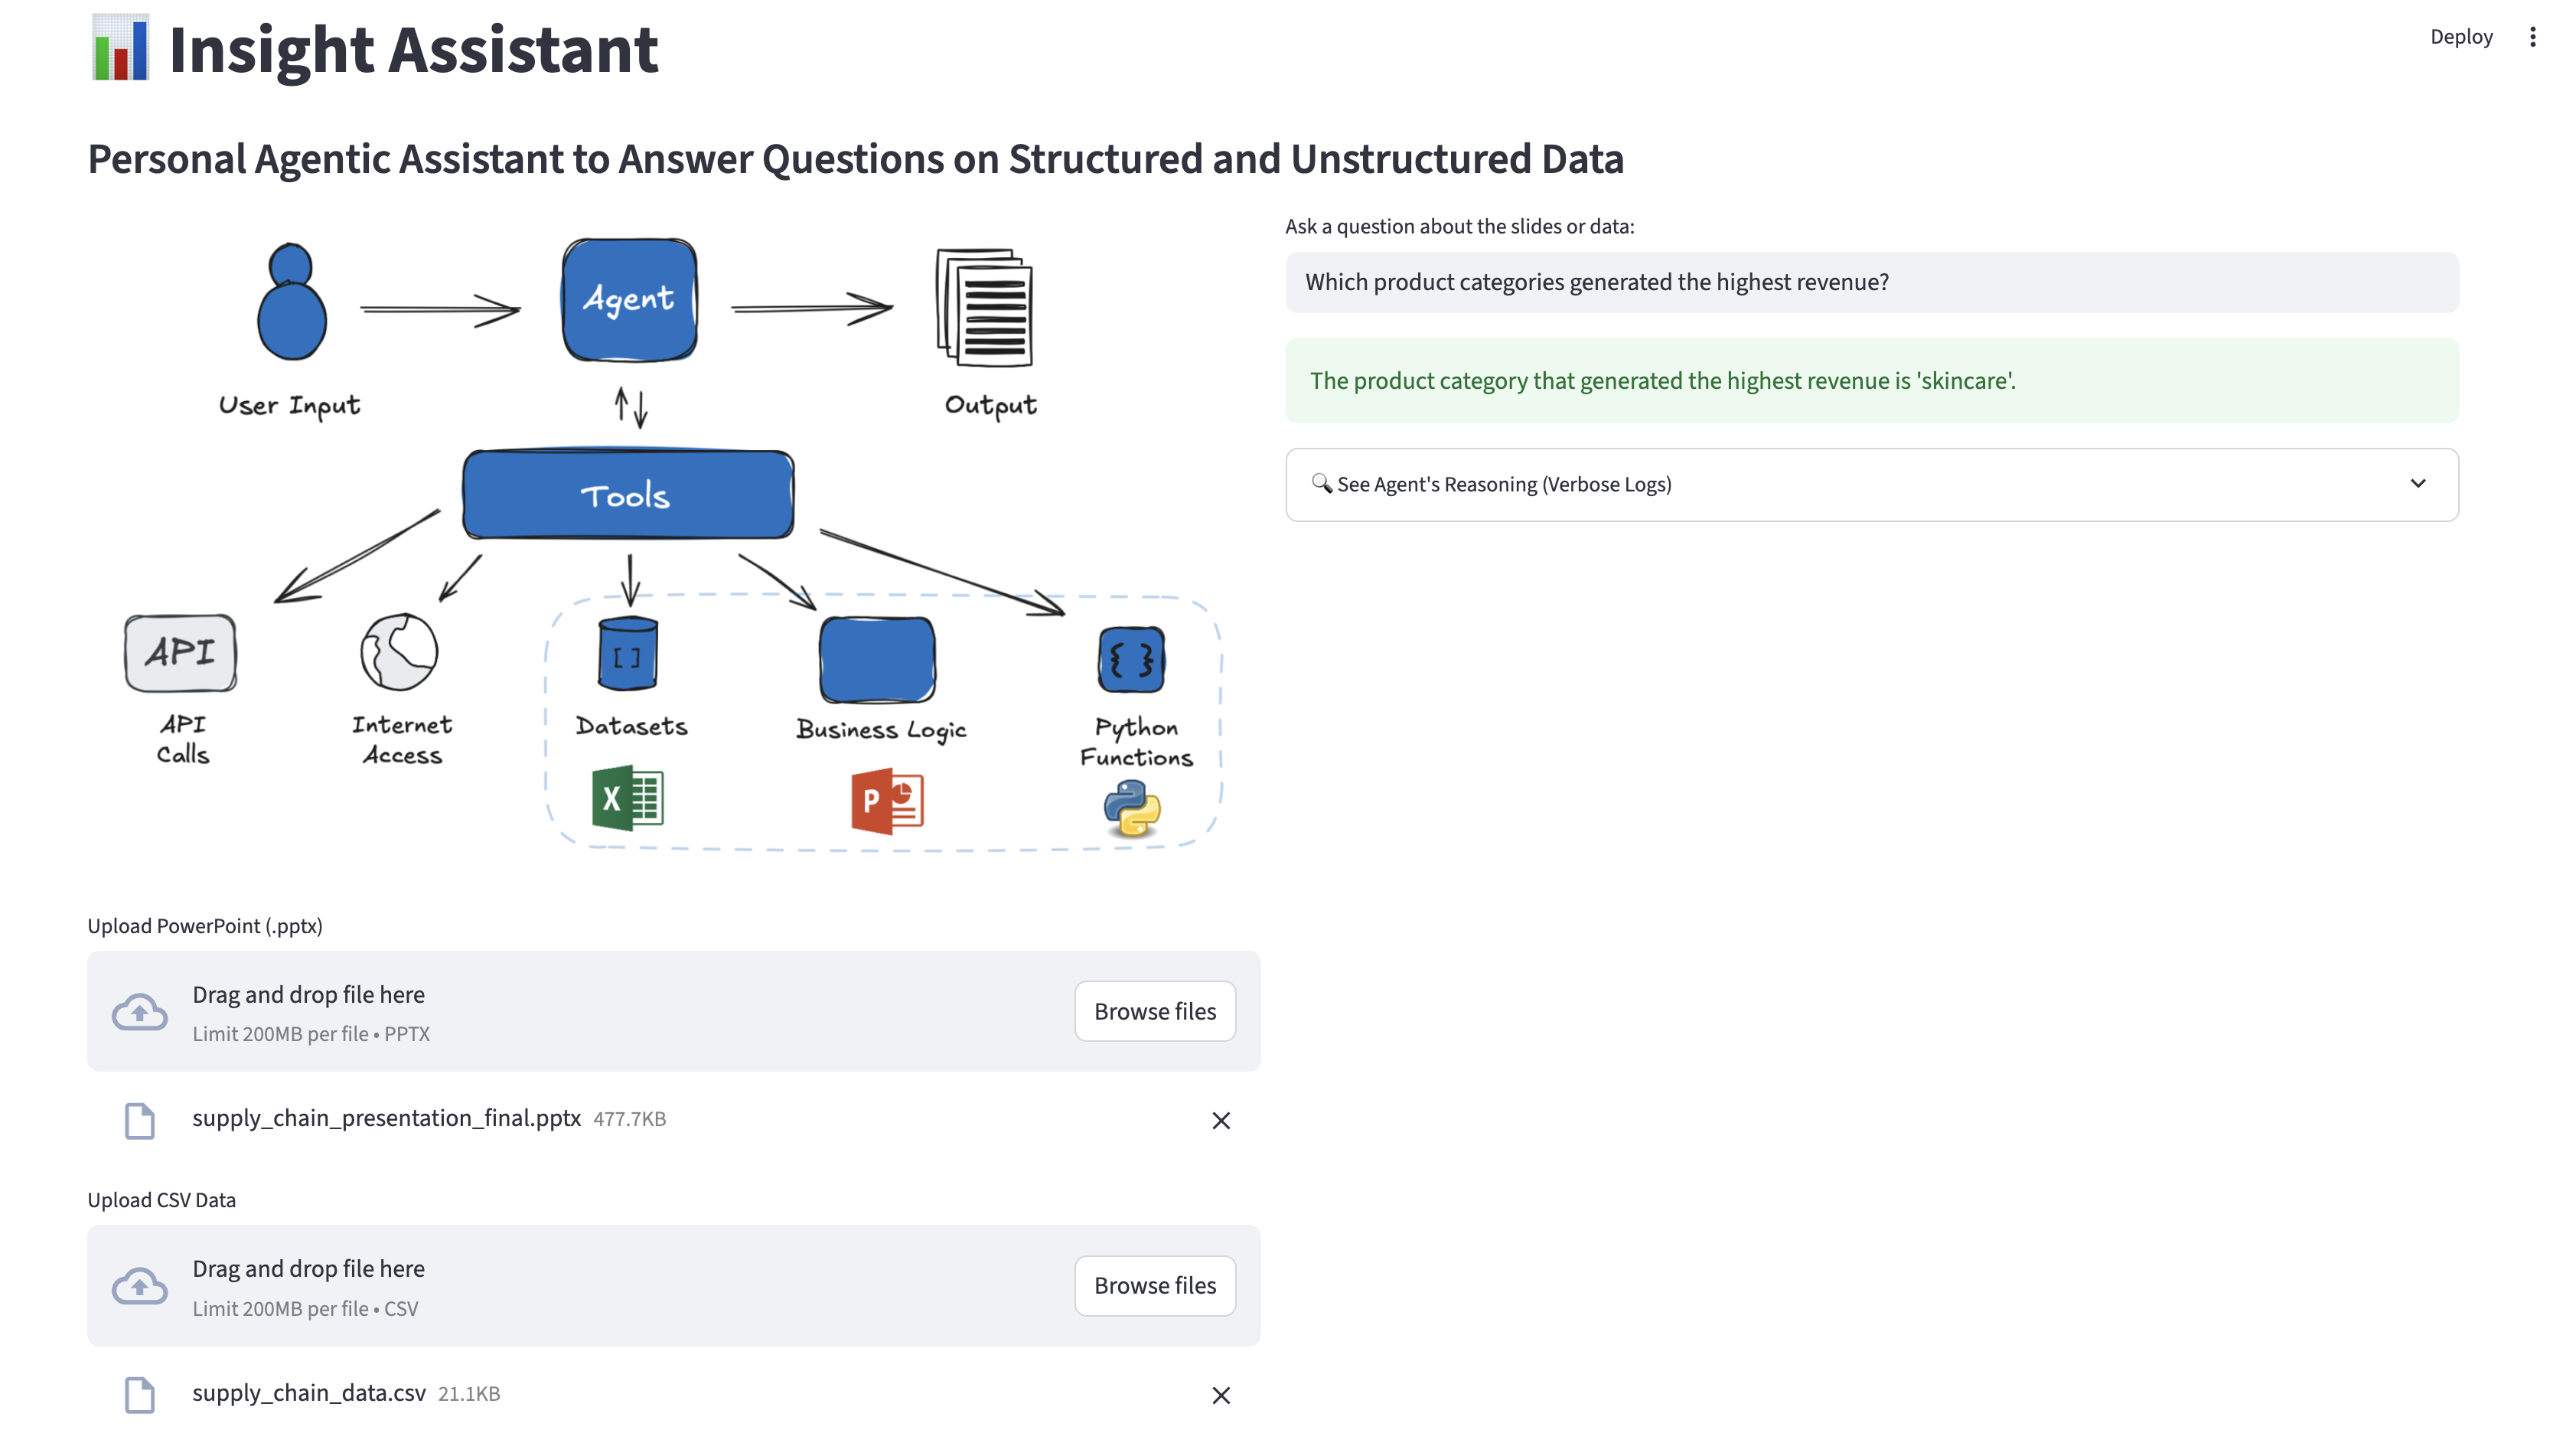 Insight Assistant
Deploy
Personal Agentic Assistant to Answer Questions on Structured and Unstructured Data
User Input
Agent
Output
Tools
API
API
Calls
Internet
Access
[ ]
Datasets
X
Business Logic
P
{ }
Python
Functions
Upload PowerPoint (.pptx)
Drag and drop file here
Limit 200MB per file • PPTX
Browse files
supply_chain_presentation_final.pptx 477.7KB
Upload CSV Data
Drag and drop file here
Limit 200MB per file • CSV
Browse files
supply_chain_data.csv 21.1KB
Ask a question about the slides or data:
Which product categories generated the highest revenue?
The product category that generated the highest revenue is 'skincare'.
See Agent's Reasoning (Verbose Logs)